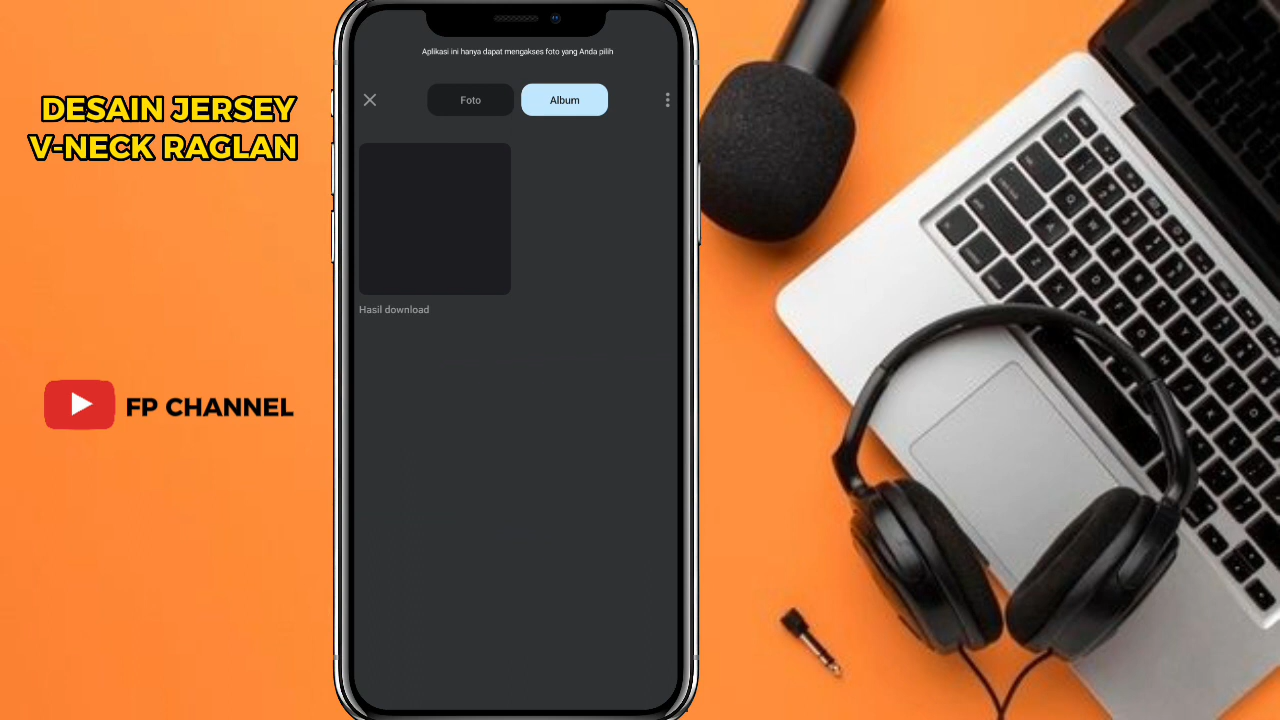 Aplikasi ini hanya dapat mengakses foto yang Anda pilih
Foto
Album
DESAIN JERSEY
V-NECK RAGLAN
Hasil download
FP CHANNEL